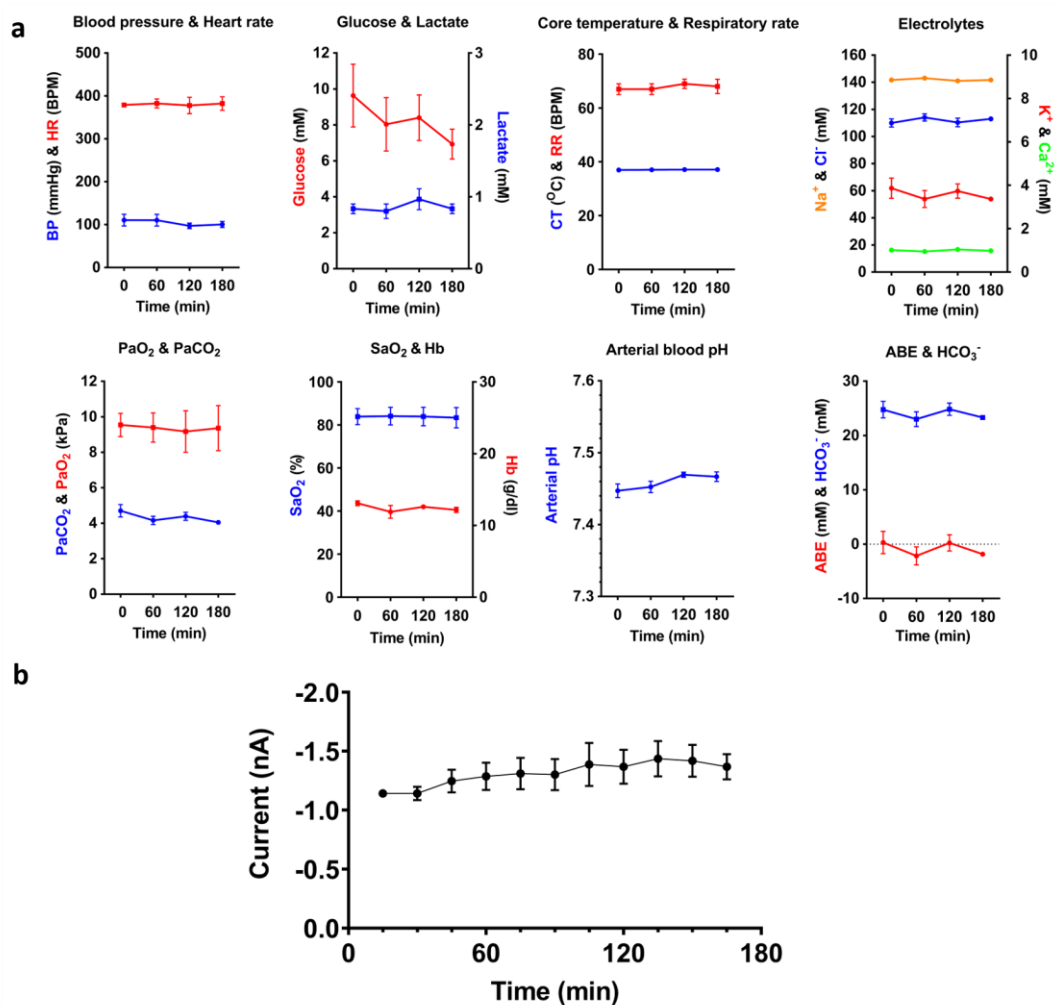 a
Blood pressure & Heart rate
BP (mmHg) & HR (BPM)
500
400
300
200
100
0
0 60 120 180
Time (min)
Glucose & Lactate
Glucose (mM)
12
10
8
6
4
2
0
3
2
1
0
Lactate (mM)
0 60 120 180
Time (min)
Core temperature & Respiratory rate
CT (⁰C) & RR (BPM)
80
60
40
20
0
0 60 120 180
Time (min)
Electrolytes
Na⁺ & Cl⁻ (mM)
160
140
120
100
80
60
40
20
0
10
8
6
4
2
0
K⁺ & Ca²⁺ (mM)
0 60 120 180
Time (min)
PaO₂ & PaCO₂
PaCO₂ & PaO₂ (kPa)
12
10
8
6
4
2
0
0 60 120 180
Time (min)
SaO₂ & Hb
SaO₂ (%)
100
80
60
40
20
0
30
20
10
0
Hb (g/dl)
0 60 120 180
Time (min)
Arterial blood pH
Arterial pH
7.6
7.5
7.4
7.3
0 60 120 180
Time (min)
ABE & HCO₃⁻
ABE (mM) & HCO₃⁻ (mM)
30
20
10
0
-10
0 60 120 180
Time (min)
b
Current (nA)
-2.0
-1.5
-1.0
-0.5
0.0
0 60 120 180
Time (min)